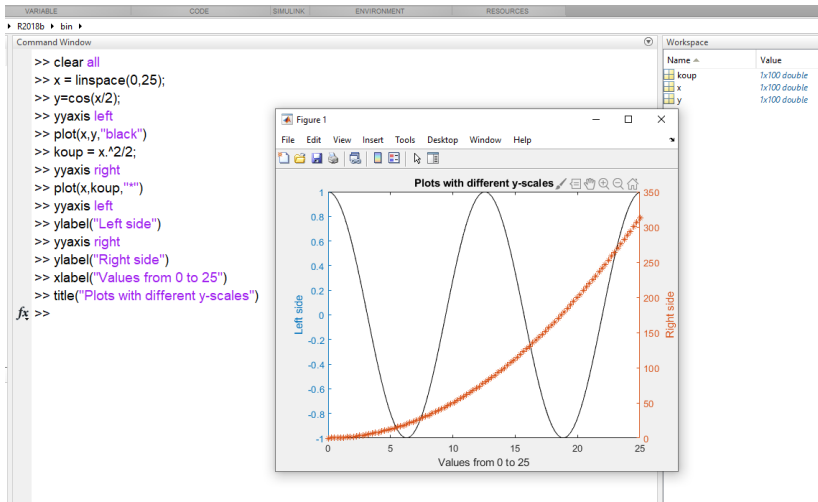 VARIABLE CODE SIMULINK ENVIRONMENT RESOURCES
R2018b bin
Command Window
>> clear all
>> x = linspace(0,25);
>> y=cos(x/2);
>> yyaxis left
>> plot(x,y,"black")
>> koup = x.^2/2;
>> yyaxis right
>> plot(x,koup,"*")
>> yyaxis left
>> ylabel("Left side")
>> yyaxis right
>> ylabel("Right side")
>> xlabel("Values from 0 to 25")
>> title("Plots with different y-scales")
fx >>
Figure 1
File Edit View Insert Tools Desktop Window Help
Plots with different y-scales
1
0.8
0.6
0.4
0.2
0
-0.2
-0.4
-0.6
-0.8
-1
Left side
350
300
250
200
150
100
50
0
Right side
0 5 10 15 20 25
Values from 0 to 25
Workspace
Name Value
koup 1x100 double
x 1x100 double
y 1x100 double